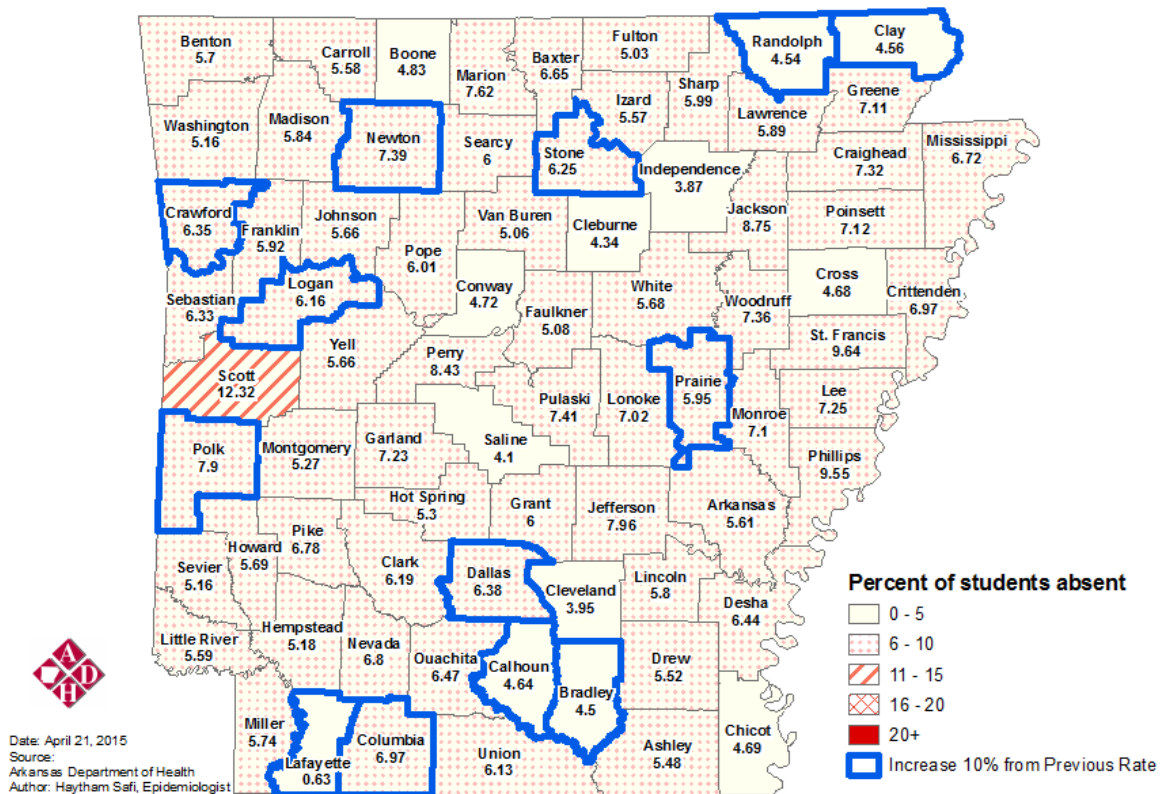 Benton
5.7
Carroll
5.58
Boone
4.83
Marion
7.62
Baxter
6.65
Fulton
5.03
Sharp
5.99
Randolph
4.54
Clay
4.56
Greene
7.11
Lawrence
5.89
Izard
5.57
Washington
5.16
Madison
5.84
Newton
7.39
Searcy
6
Stone
6.25
Independence
3.87
Craighead
7.32
Mississippi
6.72
Crawford
6.35
Franklin
5.92
Johnson
5.66
Pope
6.01
Van Buren
5.06
Cleburne
4.34
Jackson
8.75
Poinsett
7.12
Sebastian
6.33
Logan
6.16
Conway
4.72
Faulkner
5.08
White
5.68
Woodruff
7.36
Cross
4.68
Crittenden
6.97
Scott
12.32
Yell
5.66
Perry
8.43
Pulaski
7.41
Lonoke
7.02
Prairie
5.95
Monroe
7.1
St. Francis
9.64
Lee
7.25
Phillips
9.55
Polk
7.9
Montgomery
5.27
Garland
7.23
Saline
4.1
Hot Spring
5.3
Grant
6
Jefferson
7.96
Arkansas
5.61
Sevier
5.16
Howard
5.69
Pike
6.78
Clark
6.19
Dallas
6.38
Cleveland
3.95
Lincoln
5.8
Desha
6.44
Little River
5.59
Hempstead
5.18
Nevada
6.8
Ouachita
6.47
Calhoun
4.64
Bradley
4.5
Drew
5.52
Chicot
4.69
Miller
5.74
Lafayette
0.63
Columbia
6.97
Union
6.13
Ashley
5.48
Percent of students absent
0 - 5
6 - 10
11 - 15
16 - 20
20+
Increase 10% from Previous Rate
A
D
H
Date: April 21, 2015
Source:
Arkansas Department of Health
Author: Haytham Safi, Epidemiologist